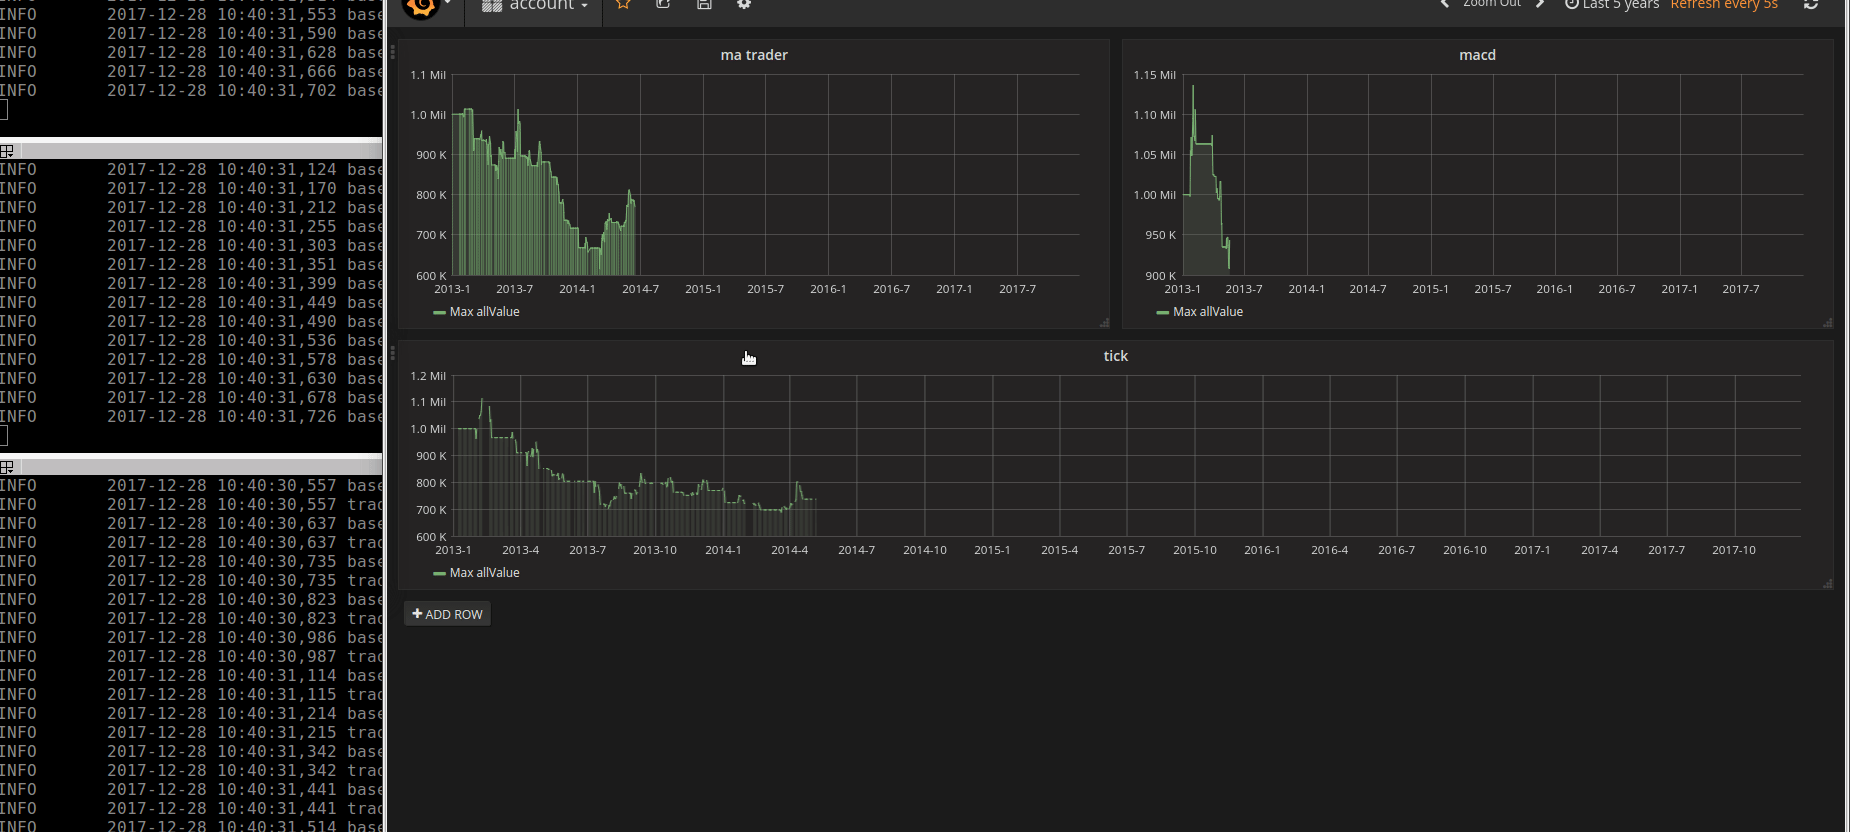 INFO 2017-12-28 10:40:31,553 base
INFO 2017-12-28 10:40:31,590 base
INFO 2017-12-28 10:40:31,628 base
INFO 2017-12-28 10:40:31,666 base
INFO 2017-12-28 10:40:31,702 base
INFO 2017-12-28 10:40:31,124 base
INFO 2017-12-28 10:40:31,170 base
INFO 2017-12-28 10:40:31,212 base
INFO 2017-12-28 10:40:31,255 base
INFO 2017-12-28 10:40:31,303 base
INFO 2017-12-28 10:40:31,351 base
INFO 2017-12-28 10:40:31,399 base
INFO 2017-12-28 10:40:31,449 base
INFO 2017-12-28 10:40:31,490 base
INFO 2017-12-28 10:40:31,536 base
INFO 2017-12-28 10:40:31,578 base
INFO 2017-12-28 10:40:31,630 base
INFO 2017-12-28 10:40:31,678 base
INFO 2017-12-28 10:40:31,726 base
INFO 2017-12-28 10:40:30,557 base
INFO 2017-12-28 10:40:30,557 trad
INFO 2017-12-28 10:40:30,637 base
INFO 2017-12-28 10:40:30,637 trad
INFO 2017-12-28 10:40:30,735 base
INFO 2017-12-28 10:40:30,735 trad
INFO 2017-12-28 10:40:30,823 base
INFO 2017-12-28 10:40:30,823 trad
INFO 2017-12-28 10:40:30,986 base
INFO 2017-12-28 10:40:30,987 trad
INFO 2017-12-28 10:40:31,114 base
INFO 2017-12-28 10:40:31,115 trad
INFO 2017-12-28 10:40:31,214 base
INFO 2017-12-28 10:40:31,215 trad
INFO 2017-12-28 10:40:31,342 base
INFO 2017-12-28 10:40:31,342 trad
INFO 2017-12-28 10:40:31,441 base
INFO 2017-12-28 10:40:31,441 trad
INFO 2017-12-28 10:40:31,514 base
account Zoom Out Last 5 years Refresh every 5s
ma trader
1.1 Mil
1.0 Mil
900 K
800 K
700 K
600 K
2013-1 2013-7 2014-1 2014-7 2015-1 2015-7 2016-1 2016-7 2017-1 2017-7
Max allValue
macd
1.15 Mil
1.10 Mil
1.05 Mil
1.00 Mil
950 K
900 K
2013-1 2013-7 2014-1 2014-7 2015-1 2015-7 2016-1 2016-7 2017-1 2017-7
Max allValue
tick
1.2 Mil
1.1 Mil
1.0 Mil
900 K
800 K
700 K
600 K
2013-1 2013-4 2013-7 2013-10 2014-1 2014-4 2014-7 2014-10 2015-1 2015-4 2015-7 2015-10 2016-1 2016-4 2016-7 2016-10 2017-1 2017-4 2017-7 2017-10
Max allValue
+ ADD ROW